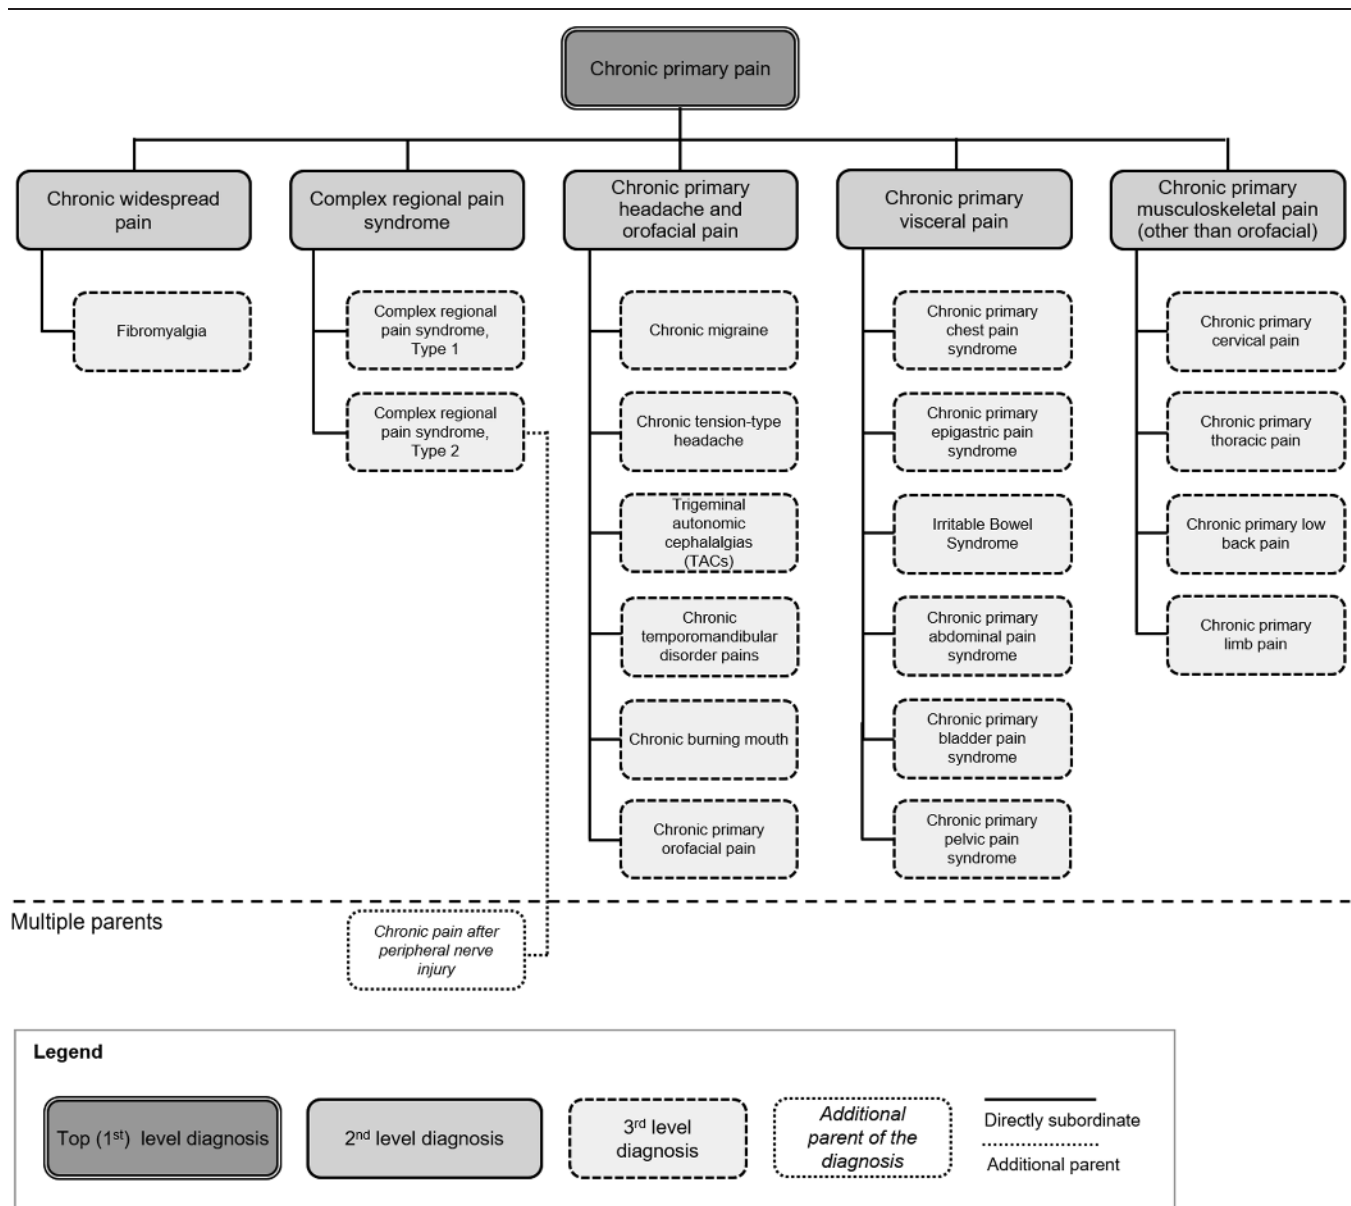 Chronic primary pain
Chronic widespread
pain
Complex regional pain
syndrome
Chronic primary
headache and
orofacial pain
Chronic primary
visceral pain
Chronic primary
musculoskeletal pain
(other than orofacial)
Fibromyalgia
Complex regional
pain syndrome,
Type 1
Complex regional
pain syndrome,
Type 2
Chronic migraine
Chronic tension-type
headache
Trigeminal
autonomic
cephalalgias
(TACs)
Chronic
temporomandibular
disorder pains
Chronic burning mouth
Chronic primary
orofacial pain
Chronic primary
chest pain
syndrome
Chronic primary
epigastric pain
syndrome
Irritable Bowel
Syndrome
Chronic primary
abdominal pain
syndrome
Chronic primary
bladder pain
syndrome
Chronic primary
pelvic pain
syndrome
Chronic primary
cervical pain
Chronic primary
thoracic pain
Chronic primary low
back pain
Chronic primary
limb pain
Multiple parents
Chronic pain after
peripheral nerve
injury
Legend
Top (1st) level diagnosis
2nd level diagnosis
3rd level
diagnosis
Additional
parent of the
diagnosis
Directly subordinate
Additional parent